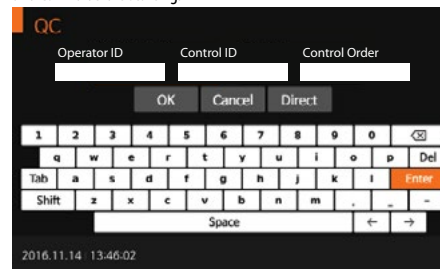 QC
Operator ID Control ID Control Order
OK Cancel Direct
1 2 3 4 5 6 7 8 9 0
q w e r t y u i o p Del
Tab a s d f g h j k l Enter
Shift z x c v b n m , . -
Space ← →
2016.11.14 13:46:02